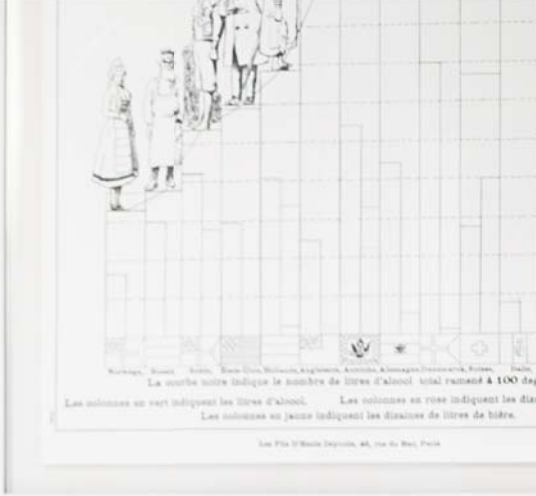 Norvège, Russie, Suède, États-Unis, Hollande, Angleterre, Autriche, Allemagne, Danemark, Suisse, Italie,
La courbe noire indique le nombre de litres d'alcool total ramené à 100 deg
Les colonnes en vert indiquent les litres d'alcool. Les colonnes en rose indiquent les diz
Les colonnes en jaune indiquent les dizaines de litres de bière.
Les Fils D'Émile Deyrolle, 46, rue du Bac, Paris